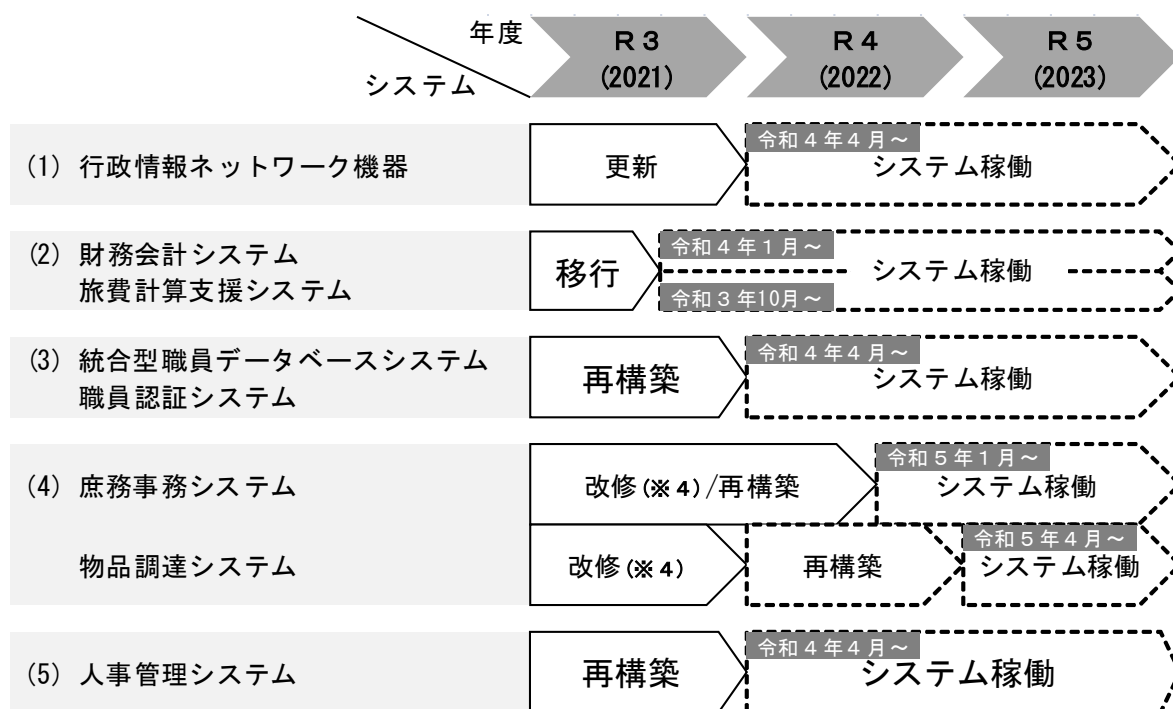 年度
システム
R3
(2021)
R4
(2022)
R5
(2023)
(1) 行政情報ネットワーク機器
更新
令和4年4月～
システム稼働
(2) 財務会計システム
旅費計算支援システム
移行
令和4年1月～
システム稼働
令和3年10月～
(3) 統合型職員データベースシステム
職員認証システム
再構築
令和4年4月～
システム稼働
(4) 庶務事務システム
改修(※4)/再構築
令和5年1月～
システム稼働
物品調達システム
改修(※4)
再構築
令和5年4月～
システム稼働
(5) 人事管理システム
再構築
令和4年4月～
システム稼働